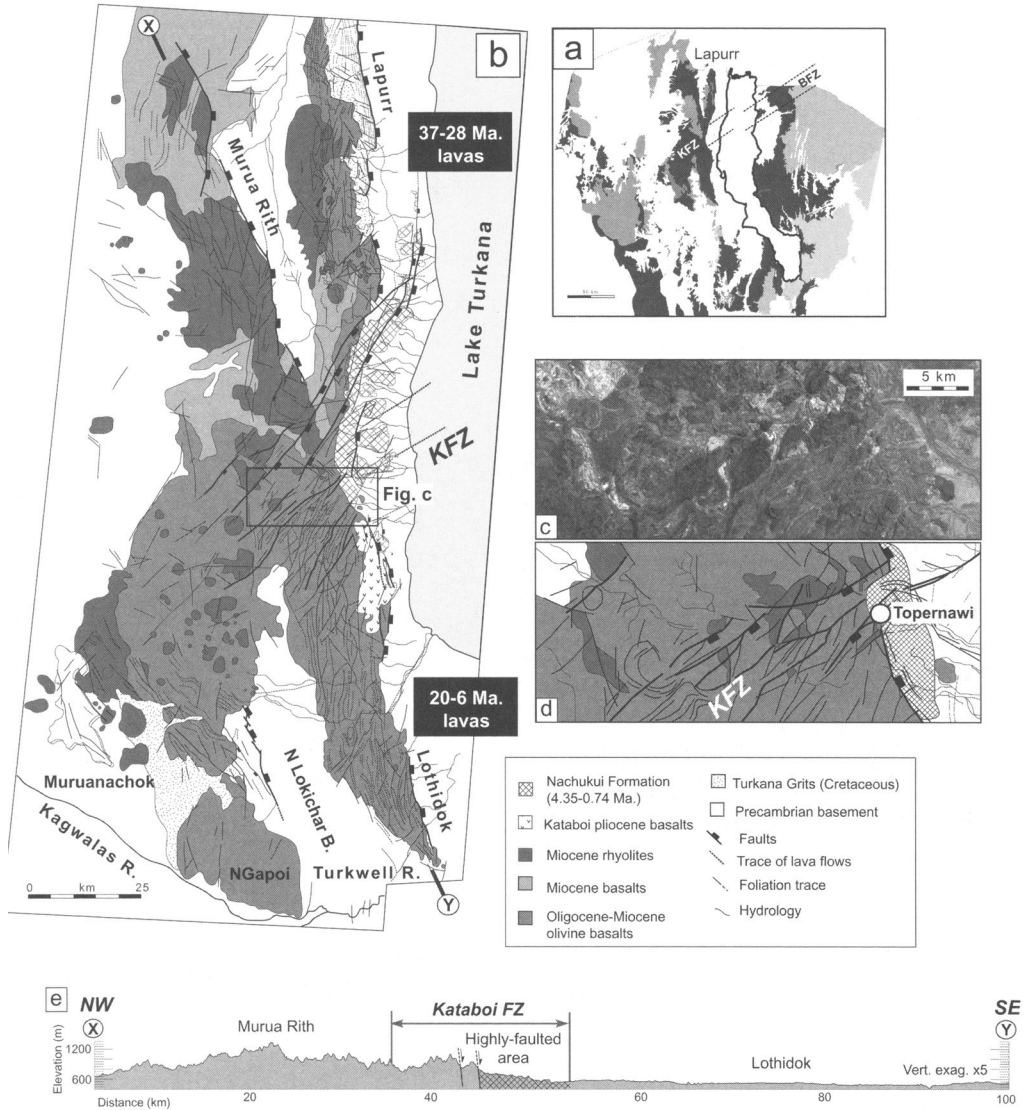 X
b
Lapurr
37-28 Ma.
lavas
Murua Rith
Lake Turkana
KFZ
Fig. c
20-6 Ma.
lavas
Muruanachok
Kagwalas R.
N Lokichar B.
Lothidok
NGapoi
Turkwell R.
0 km 25
Y
a
Lapurr
BFZ
KFZ
5 km
c
Topernawi
KFZ
d
Nachukui Formation
(4.35-0.74 Ma.)
Kataboi pliocene basalts
Miocene rhyolites
Miocene basalts
Oligocene-Miocene
olivine basalts
Turkana Grits (Cretaceous)
Precambrian basement
Faults
Trace of lava flows
Foliation trace
Hydrology
e
NW
X
Kataboi FZ
SE
Y
Murua Rith
Highly-faulted
area
Lothidok
Vert. exag. x5
Elevation (m)
1200
600
Distance (km)
20
40
60
80
100